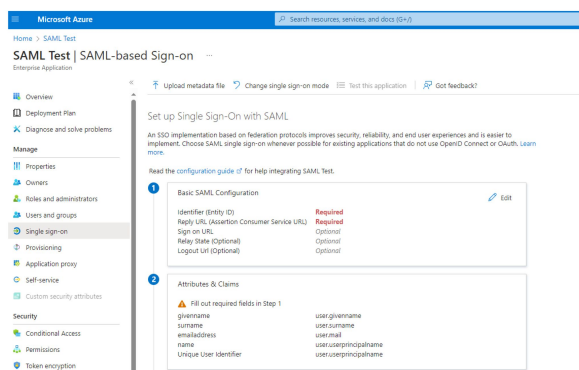 Microsoft Azure
Search resources, services, and docs (G+/)
Home > SAML Test
SAML Test | SAML-based Sign-on ...
Enterprise Application
Upload metadata file Change single sign-on mode Test this application Got feedback?
Overview
Deployment Plan
Diagnose and solve problems
Manage
Properties
Owners
Roles and administrators
Users and groups
Single sign-on
Provisioning
Application proxy
Self-service
Custom security attributes
Security
Conditional Access
Permissions
Token encryption
Set up Single Sign-On with SAML
An SSO implementation based on federation protocols improves security, reliability, and end user experiences and is easier to
implement. Choose SAML single sign-on whenever possible for existing applications that do not use OpenID Connect or OAuth. Learn
more.
Read the configuration guide for help integrating SAML Test.
1
Basic SAML Configuration
Edit
Identifier (Entity ID) Required
Reply URL (Assertion Consumer Service URL) Required
Sign on URL Optional
Relay State (Optional) Optional
Logout Url (Optional) Optional
2
Attributes & Claims
Fill out required fields in Step 1
givenname user.givenname
surname user.surname
emailaddress user.mail
name user.userprincipalname
Unique User Identifier user.userprincipalname